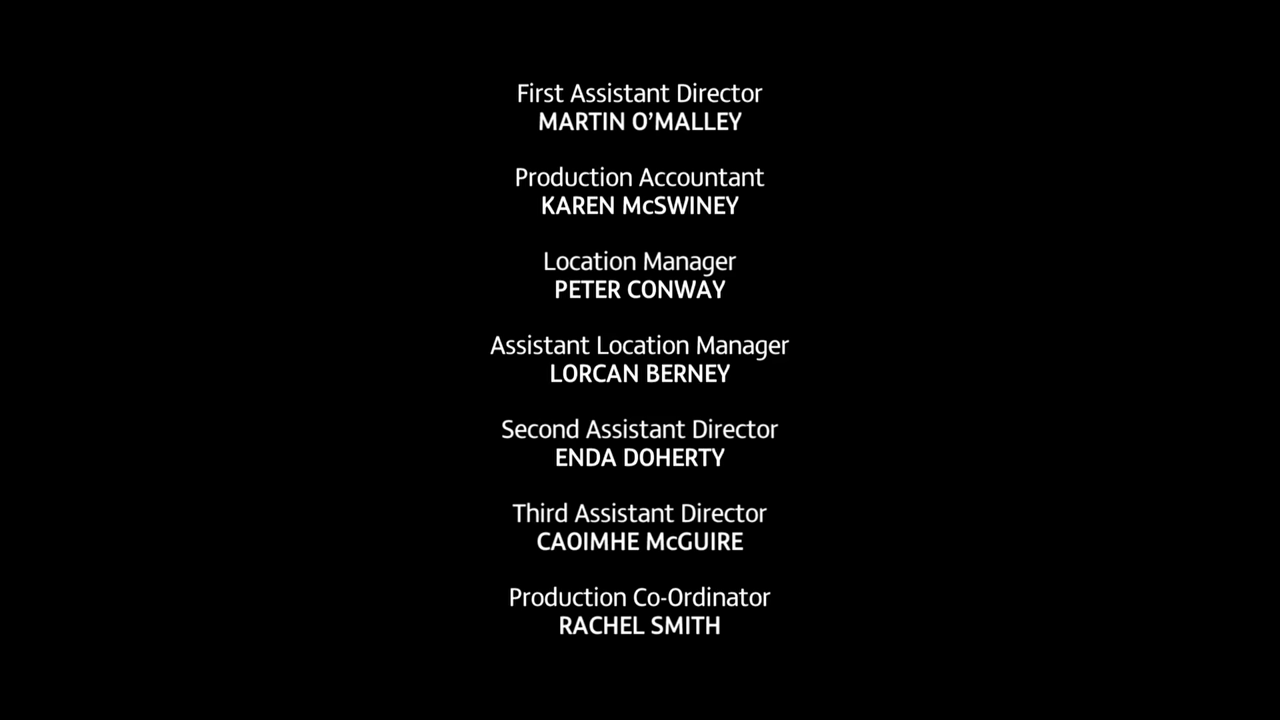 First Assistant Director
MARTIN O’MALLEY
Production Accountant
KAREN McSWINEY
Location Manager
PETER CONWAY
Assistant Location Manager
LORCAN BERNEY
Second Assistant Director
ENDA DOHERTY
Third Assistant Director
CAOIMHE McGUIRE
Production Co-Ordinator
RACHEL SMITH